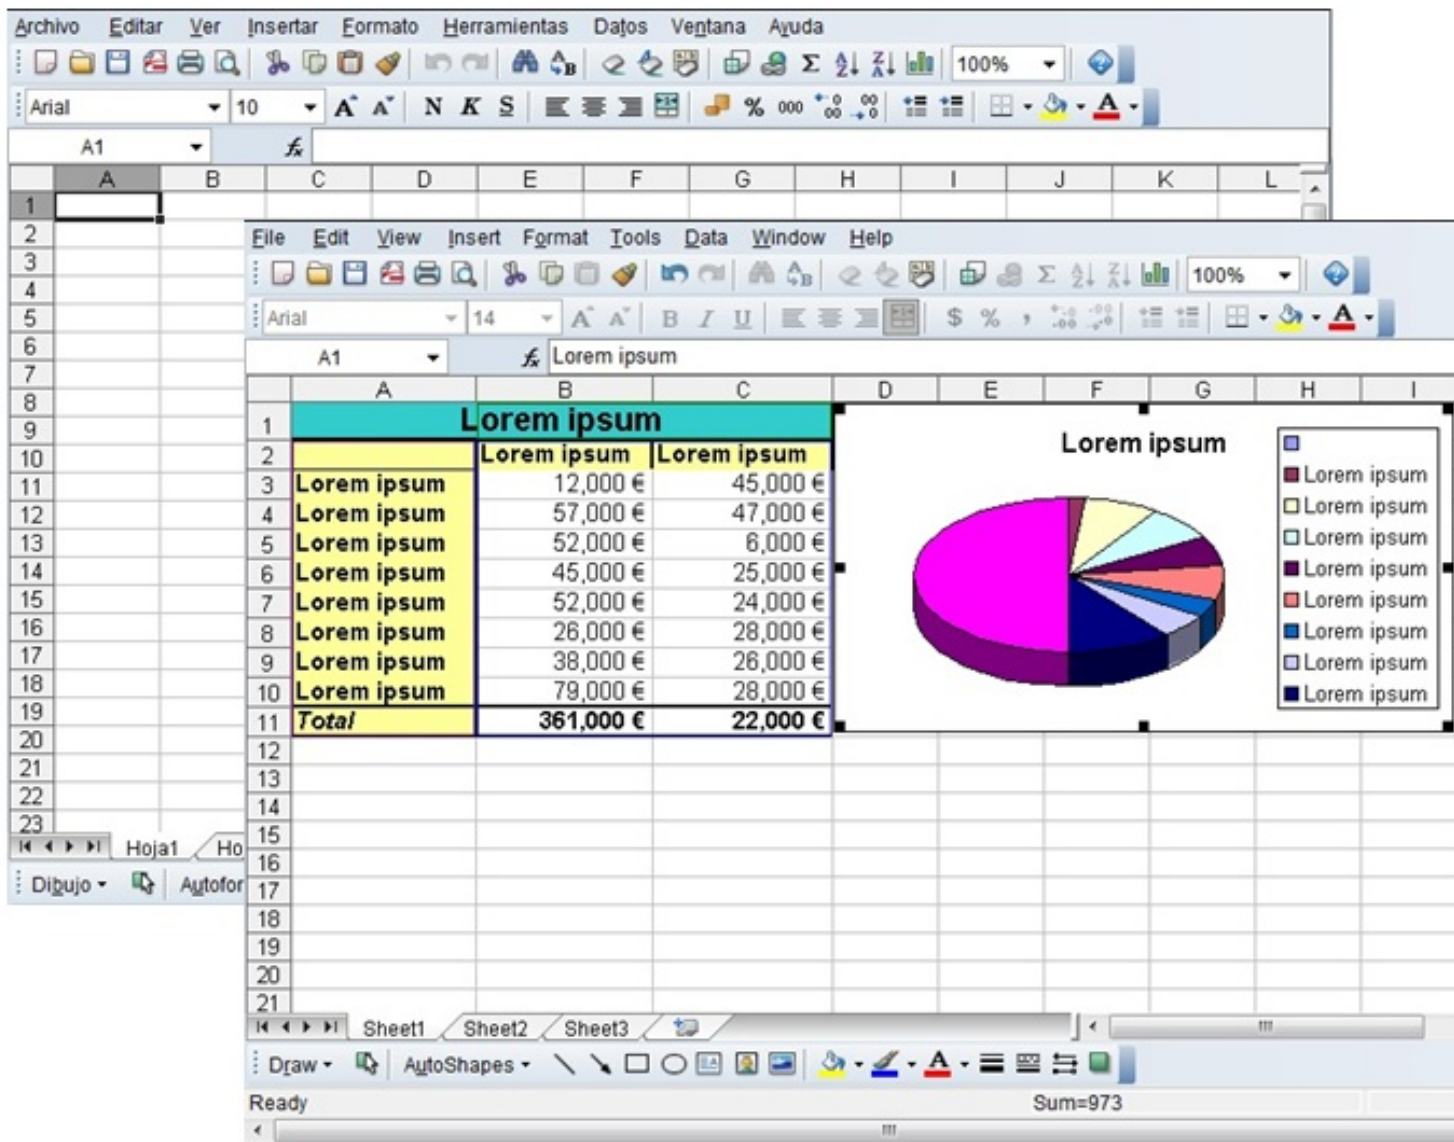 Archivo Editar Ver Insertar Formato Herramientas Datos Ventana Ayuda
100%
Arial 10 A A N K S % 000 A
A1 fx
A B C D E F G H I J K L
1
2
3
4
5
6
7
8
9
10
11
12
13
14
15
16
17
18
19
20
21
22
23
Hoja1 Ho
Dibujo Autofor
File Edit View Insert Format Tools Data Window Help
100%
Arial 14 A A B I U $ % , A
A1 fx Lorem ipsum
A B C D E F G H I
1 Lorem ipsum
2 Lorem ipsum Lorem ipsum
3 Lorem ipsum 12,000 € 45,000 €
4 Lorem ipsum 57,000 € 47,000 €
5 Lorem ipsum 52,000 € 6,000 €
6 Lorem ipsum 45,000 € 25,000 €
7 Lorem ipsum 52,000 € 24,000 €
8 Lorem ipsum 26,000 € 28,000 €
9 Lorem ipsum 38,000 € 26,000 €
10 Lorem ipsum 79,000 € 28,000 €
11 Total 361,000 € 22,000 €
12
13
14
15
16
17
18
19
20
21
Lorem ipsum
Lorem ipsum
Lorem ipsum
Lorem ipsum
Lorem ipsum
Lorem ipsum
Lorem ipsum
Lorem ipsum
Lorem ipsum
Sheet1 Sheet2 Sheet3
Draw AutoShapes A
Ready Sum=973